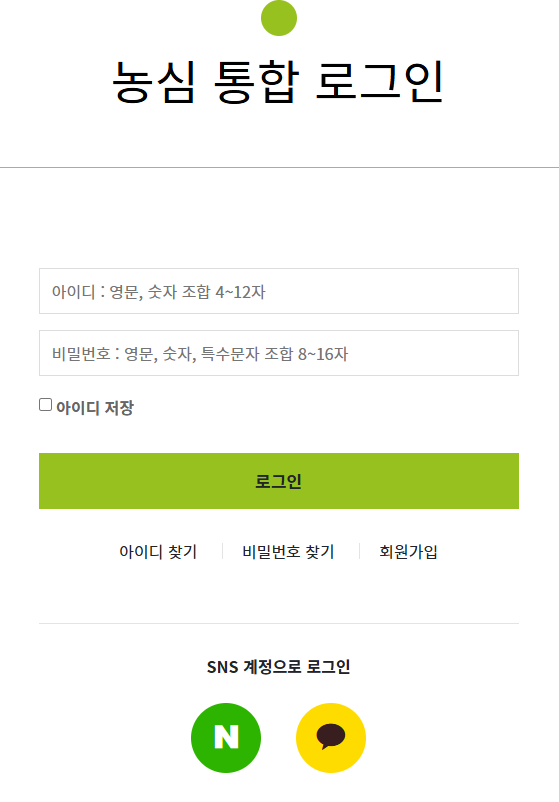 농심 통합 로그인
아이디 : 영문, 숫자 조합 4~12자
비밀번호 : 영문, 숫자, 특수문자 조합 8~16자
아이디 저장
로그인
아이디 찾기 비밀번호 찾기 회원가입
SNS 계정으로 로그인
N